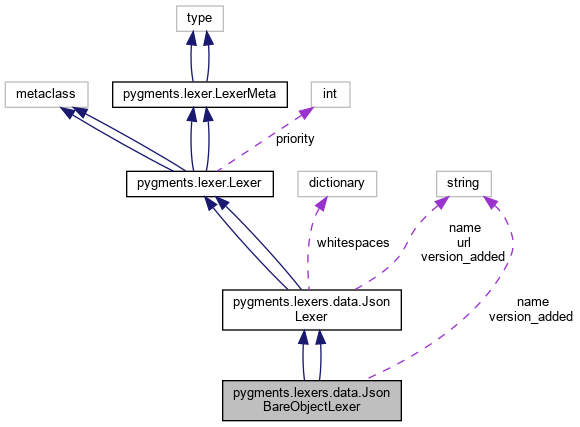 type
metaclass
pygments.lexer.LexerMeta
int
priority
pygments.lexer.Lexer
dictionary
string
whitespaces
name
url
version_added
pygments.lexers.data.Json
Lexer
name
version_added
pygments.lexers.data.Json
BareObjectLexer